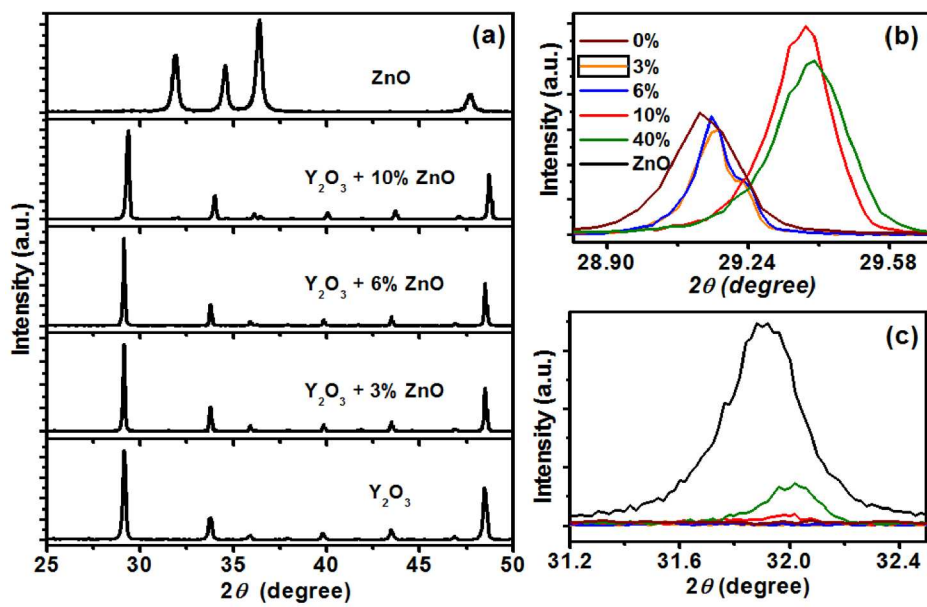 (a)
ZnO
Y₂O₃ + 10% ZnO
Y₂O₃ + 6% ZnO
Y₂O₃ + 3% ZnO
Y₂O₃
Intensity (a.u.)
25 30 35 40 45 50
2θ (degree)
(b)
0%
3%
6%
10%
40%
ZnO
Intensity (a.u.)
28.90 29.24 29.58
2θ (degree)
(c)
Intensity (a.u.)
31.2 31.6 32.0
2θ (degree)